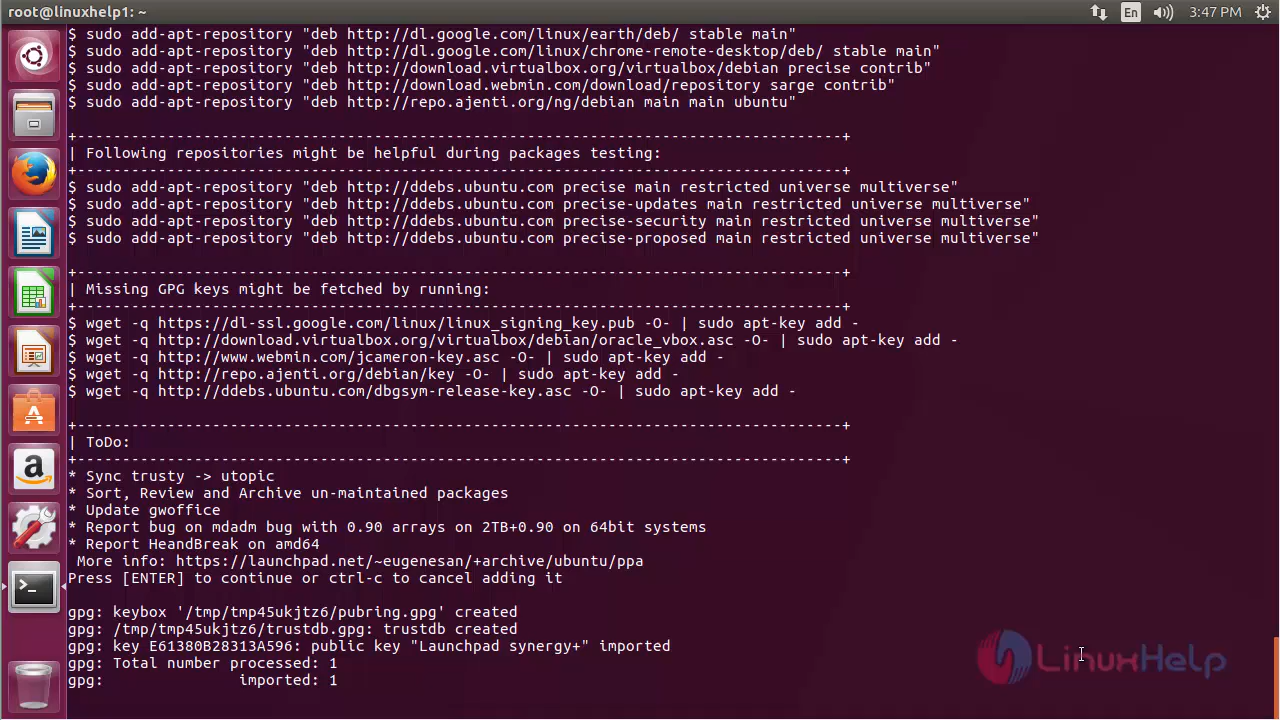 root@linuxhelp1: ~
En
3:47 PM
$ sudo add-apt-repository "deb http://dl.google.com/linux/earth/deb/ stable main"
$ sudo add-apt-repository "deb http://dl.google.com/linux/chrome-remote-desktop/deb/ stable main"
$ sudo add-apt-repository "deb http://download.virtualbox.org/virtualbox/debian precise contrib"
$ sudo add-apt-repository "deb http://download.webmin.com/download/repository sarge contrib"
$ sudo add-apt-repository "deb http://repo.ajenti.org/ng/debian main main ubuntu"
+-------------------------------------------------------------------------------------+
| Following repositories might be helpful during packages testing:
+-------------------------------------------------------------------------------------+
$ sudo add-apt-repository "deb http://ddebs.ubuntu.com precise main restricted universe multiverse"
$ sudo add-apt-repository "deb http://ddebs.ubuntu.com precise-updates main restricted universe multiverse"
$ sudo add-apt-repository "deb http://ddebs.ubuntu.com precise-security main restricted universe multiverse"
$ sudo add-apt-repository "deb http://ddebs.ubuntu.com precise-proposed main restricted universe multiverse"
+-------------------------------------------------------------------------------------+
| Missing GPG keys might be fetched by running:
+-------------------------------------------------------------------------------------+
$ wget -q https://dl-ssl.google.com/linux/linux_signing_key.pub -O- | sudo apt-key add -
$ wget -q http://download.virtualbox.org/virtualbox/debian/oracle_vbox.asc -O- | sudo apt-key add -
$ wget -q http://www.webmin.com/jcameron-key.asc -O- | sudo apt-key add -
$ wget -q http://repo.ajenti.org/debian/key -O- | sudo apt-key add -
$ wget -q http://ddebs.ubuntu.com/dbgsym-release-key.asc -O- | sudo apt-key add -
+-------------------------------------------------------------------------------------+
| ToDo:
+-------------------------------------------------------------------------------------+
* Sync trusty -> utopic
* Sort, Review and Archive un-maintained packages
* Update gwoffice
* Report bug on mdadm bug with 0.90 arrays on 2TB+0.90 on 64bit systems
* Report HeandBreak on amd64
More info: https://launchpad.net/~eugenesan/+archive/ubuntu/ppa
Press [ENTER] to continue or ctrl-c to cancel adding it
gpg: keybox '/tmp/tmp45ukjtz6/pubring.gpg' created
gpg: /tmp/tmp45ukjtz6/trustdb.gpg: trustdb created
gpg: key E61380B28313A596: public key "Launchpad synergy+" imported
gpg: Total number processed: 1
gpg:               imported: 1
LinuxHelp